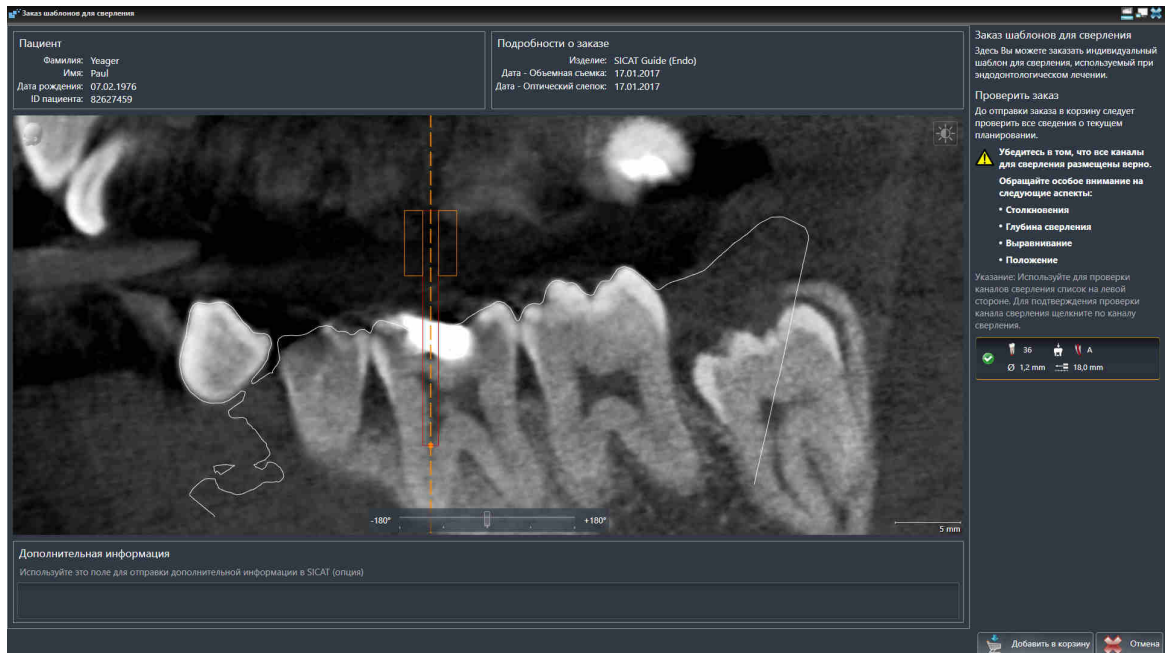 Заказ шаблонов для сверления
Пациент
Фамилия: Yeager
Имя: Paul
Дата рождения: 07.02.1976
ID пациента: 82627459
Подробности о заказе
Изделие: SICAT Guide (Endo)
Дата - Объемная съемка: 17.01.2017
Дата - Оптический слепок: 17.01.2017
-180°
+180°
5 mm
Дополнительная информация
Используйте это поле для отправки дополнительной информации в SICAT (опция)
Заказ шаблонов для сверления
Здесь Вы можете заказать индивидуальный
шаблон для сверления, используемый при
эндодонтологическом лечении.
Проверить заказ
До отправки заказа в корзину следует
проверить все сведения о текущем
планировании.
Убедитесь в том, что все каналы
для сверления размещены верно.
Обращайте особое внимание на
следующие аспекты:
• Столкновения
• Глубина сверления
• Выравнивание
• Положение
Указание: Используйте для проверки
каналов сверления список на левой
стороне. Для подтверждения проверки
канала сверления щелкните по каналу
сверления.
36 A
Ø 1,2 mm 18,0 mm
Добавить в корзину
Отмена